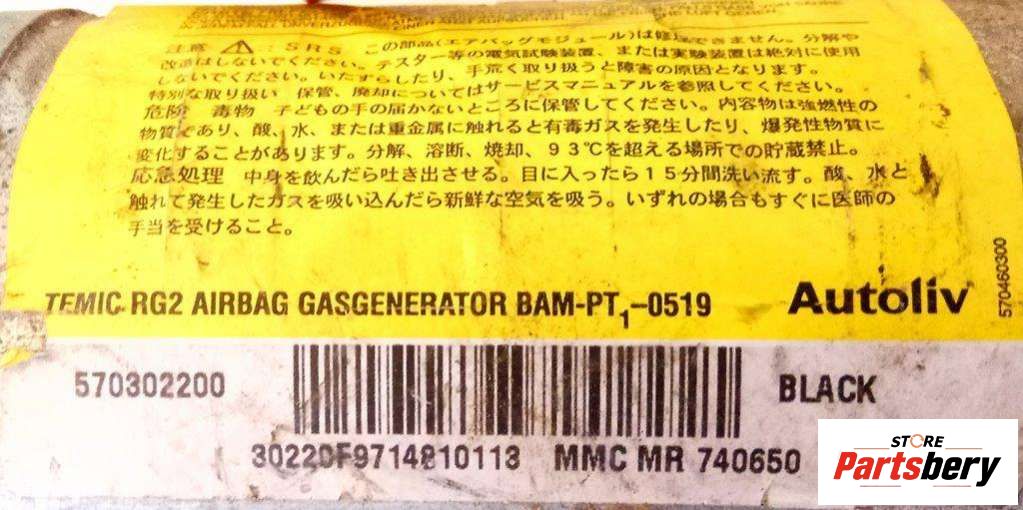 注意 ⚠:SRS この部品(エアバッグモジュール)は修理できません。分解や
改造はしないでください。テスター等の電気試験装置、または実験装置は絶対に使用
しないでください。いたずらしたり、手荒く取り扱うと障害の原因となります。
特別な取り扱い 保管、廃却についてはサービスマニュアルを参照してください。
危険 毒物 子どもの手の届かないところに保管してください。内容物は強燃性の
物質であり、酸、水、または重金属に触れると有毒ガスを発生したり、爆発性物質に
変化することがあります。分解、溶断、焼却、93℃を超える場所での貯蔵禁止。
応急処理 中身を飲んだら吐き出させる。目に入ったら15分間洗い流す。酸、水と
触れて発生したガスを吸い込んだら新鮮な空気を吸う。いずれの場合もすぐに医師の
手当を受けること。
TEMIC RG2 AIRBAG GASGENERATOR BAM-PT1-0519
Autoliv
570460300
570302200
BLACK
30220F9714810113 MMC MR 740650
STORE
Partsbery